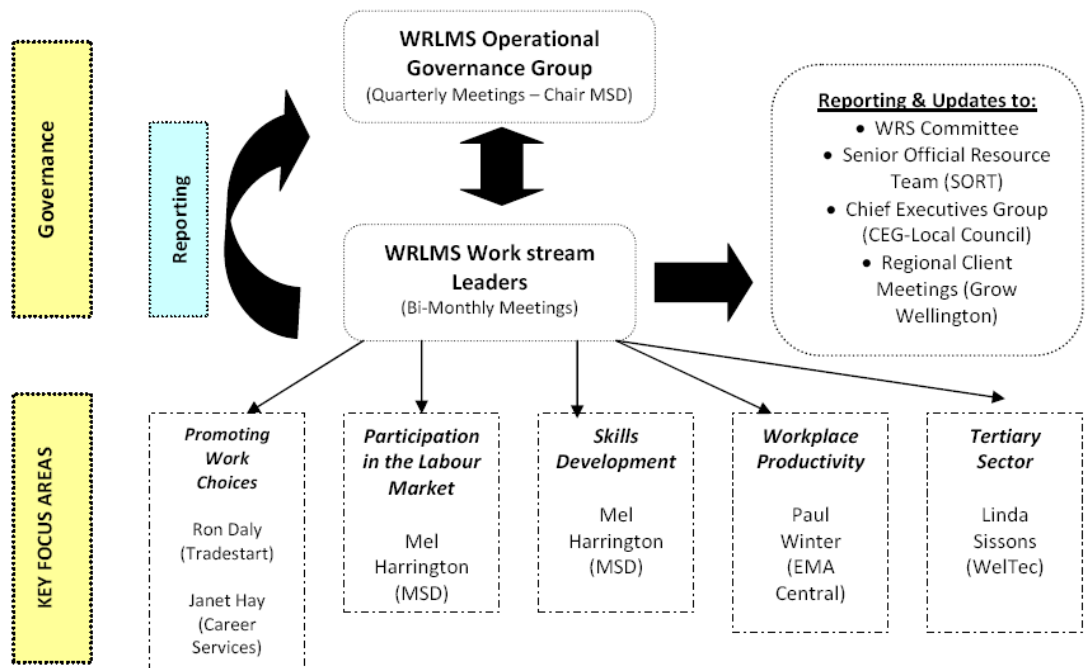 Governance
Reporting
WRLMS Operational
Governance Group
(Quarterly Meetings – Chair MSD)
WRLMS Work stream
Leaders
(Bi-Monthly Meetings)
Reporting & Updates to:
• WRS Committee
• Senior Official Resource
Team (SORT)
• Chief Executives Group
(CEG-Local Council)
• Regional Client
Meetings (Grow
Wellington)
KEY FOCUS AREAS
Promoting
Work
Choices
Ron Daly
(Tradestart)
Janet Hay
(Career
Services)
Participation
in the Labour
Market
Mel
Harrington
(MSD)
Skills
Development
Mel
Harrington
(MSD)
Workplace
Productivity
Paul
Winter
(EMA
Central)
Tertiary
Sector
Linda
Sissons
(WelTec)